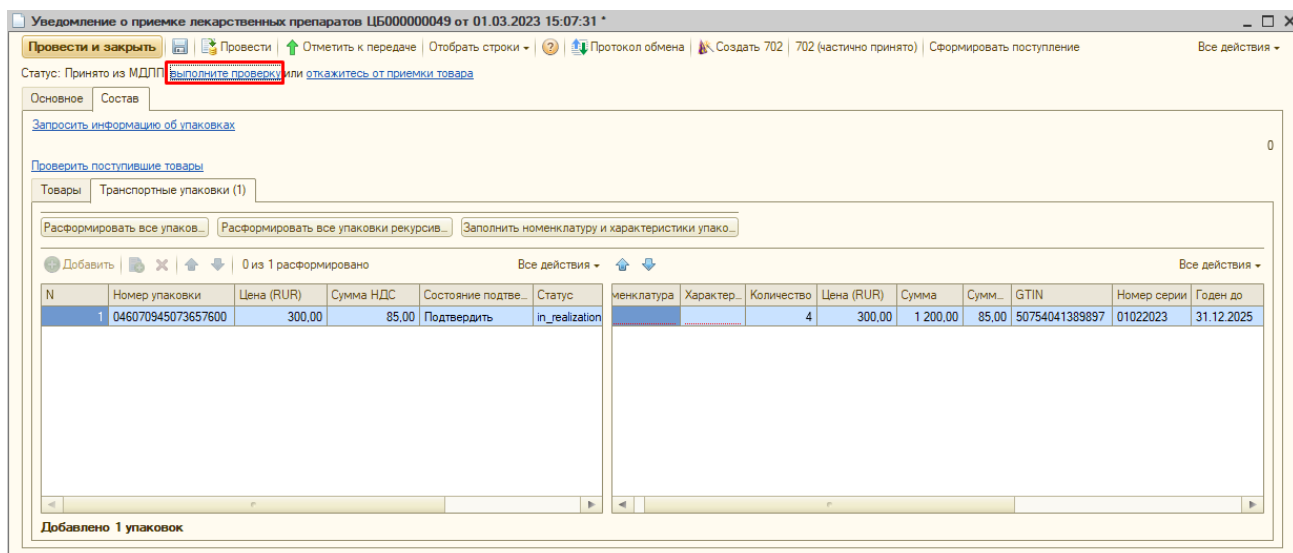 Уведомление о приемке лекарственных препаратов ЦБ000000049 от 01.03.2023 15:07:31 *
Провести и закрыть Провести Отметить к передаче Отобрать строки Протокол обмена Создать 702 702 (частично принято) Сформировать поступление Все действия
Статус: Принято из МДЛП, выполните проверку или откажитесь от приемки товара
Основное Состав
Запросить информацию об упаковках
0
Проверить поступившие товары
Товары Транспортные упаковки (1)
Расформировать все упаков... Расформировать все упаковки рекурсив... Заполнить номенклатуру и характеристики упако...
Добавить 0 из 1 расформировано Все действия Все действия
N Номер упаковки Цена (RUR) Сумма НДС Состояние подтве... Статус менклатура Характер... Количество Цена (RUR) Сумма Сумм... GTIN Номер серии Годен до
1 046070945073657600 300,00 85,00 Подтвердить in_realization 4 300,00 1 200,00 85,00 50754041389897 01022023 31.12.2025
Добавлено 1 упаковок